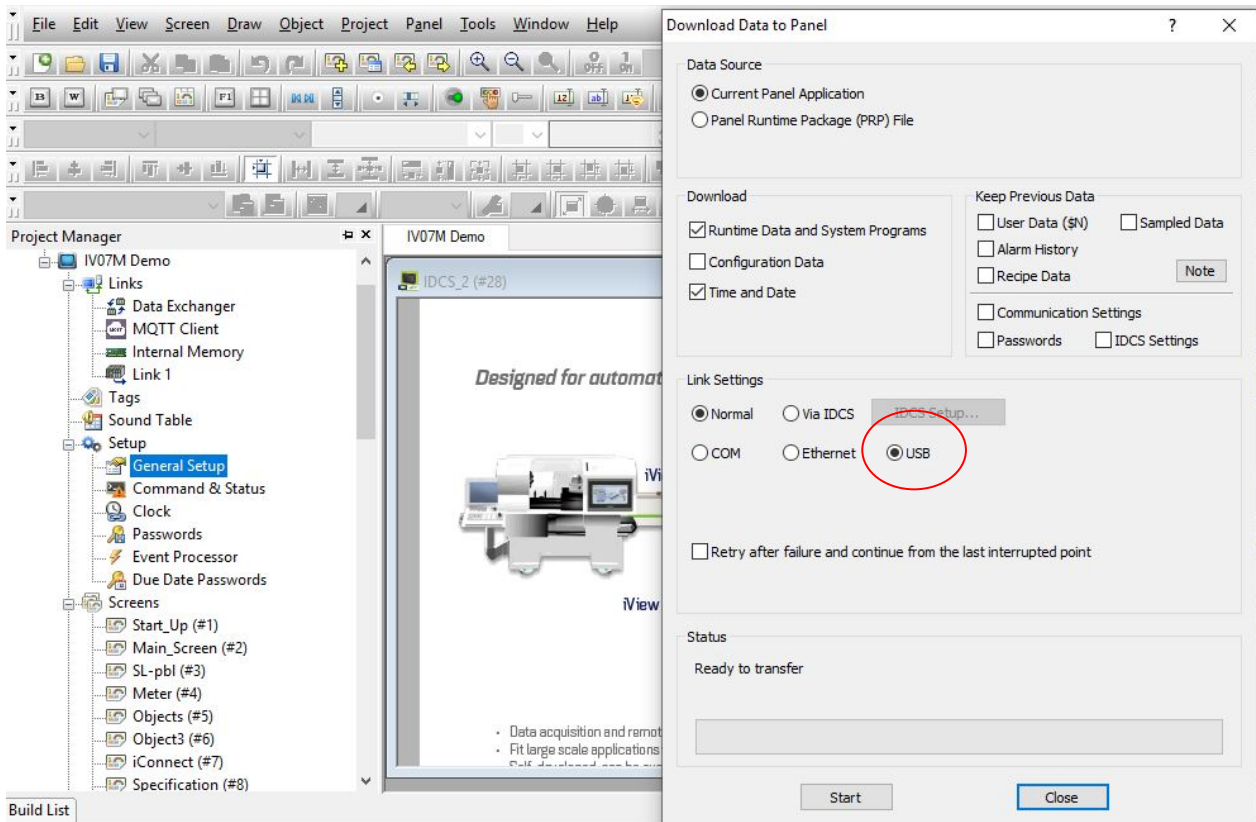 File Edit View Screen Draw Object Project Panel Tools Window Help
Project Manager
IV07M Demo
Links
Data Exchanger
MQTT Client
Internal Memory
Link 1
Tags
Sound Table
Setup
General Setup
Command & Status
Clock
Passwords
Event Processor
Due Date Passwords
Screens
Start_Up (#1)
Main_Screen (#2)
SL-pbl (#3)
Meter (#4)
Objects (#5)
Object3 (#6)
iConnect (#7)
Specification (#8)
Build List
IV07M Demo
IDCS_2 (#28)
Designed for automat
iVi
iView
• Data acquisition and remot
• Fit large scale applications
Download Data to Panel
Data Source
Current Panel Application
Panel Runtime Package (PRP) File
Download
Runtime Data and System Programs
Configuration Data
Time and Date
Keep Previous Data
User Data ($N) Sampled Data
Alarm History
Recipe Data Note
Communication Settings
Passwords IDCS Settings
Link Settings
Normal Via IDCS IDCS Setup...
COM Ethernet USB
Retry after failure and continue from the last interrupted point
Status
Ready to transfer
Start Close